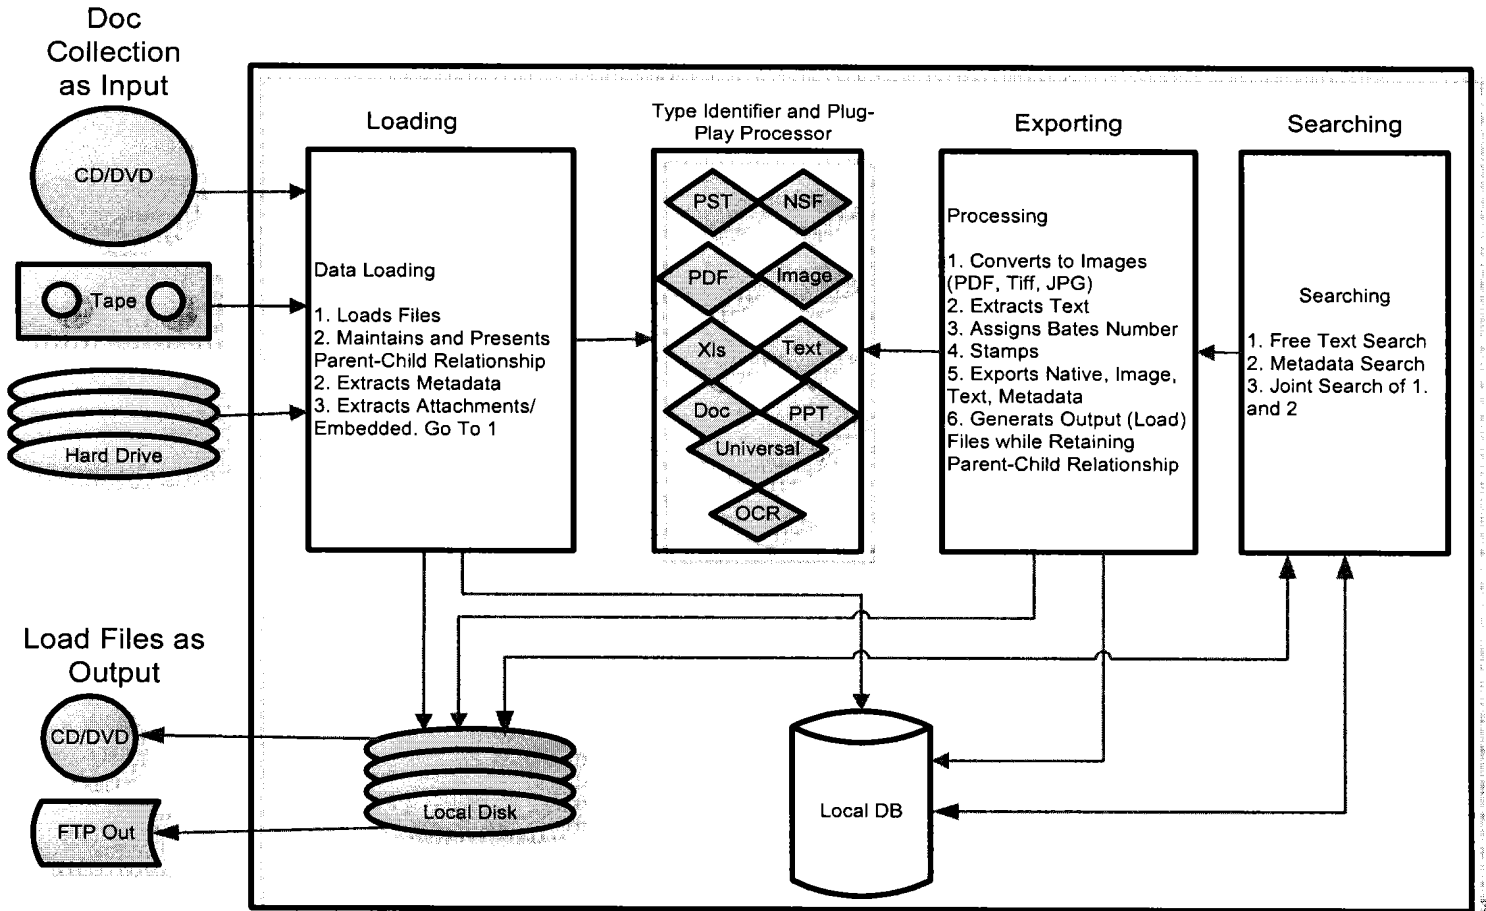 Doc
Collection
as Input
CD/DVD
Tape
Hard Drive
Loading
Data Loading
1. Loads Files
2. Maintains and Presents
Parent-Child Relationship
2. Extracts Metadata
3. Extracts Attachments/
Embedded. Go To 1
Type Identifier and Plug-
Play Processor
PST
NSF
PDF
Image
Xls
Text
Doc
PPT
Universal
OCR
Exporting
Processing
1. Converts to Images
(PDF, Tiff, JPG)
2. Extracts Text
3. Assigns Bates Number
4. Stamps
5. Exports Native, Image,
Text, Metadata
6. Generats Output (Load)
Files while Retaining
Parent-Child Relationship
Searching
Searching
1. Free Text Search
2. Metadata Search
3. Joint Search of 1.
and 2
Load Files as
Output
CD/DVD
FTP Out
Local Disk
Local DB